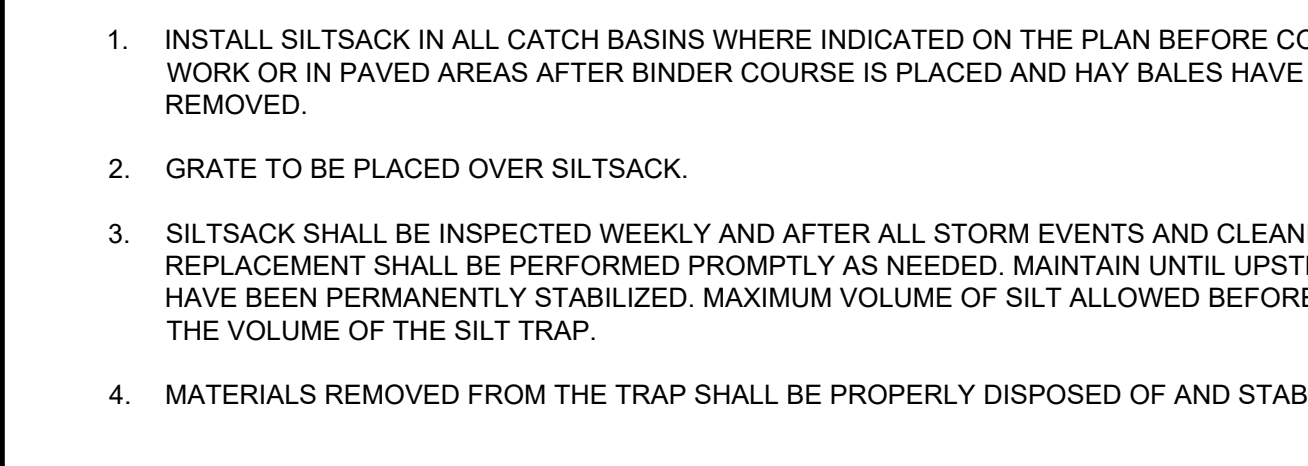 1. INSTALL SILTSACK IN ALL CATCH BASINS WHERE INDICATED ON THE PLAN BEFORE
WORK OR IN PAVED AREAS AFTER BINDER COURSE IS PLACED AND HAY BALES HAVE
REMOVED.
2. GRATE TO BE PLACED OVER SILTSACK.
3. SILTSACK SHALL BE INSPECTED WEEKLY AND AFTER ALL STORM EVENTS AND
REPLACEMENT SHALL BE PERFORMED PROMPTLY AS NEEDED. MAINTAIN UNTIL
HAVE BEEN PERMANENTLY STABILIZED. MAXIMUM VOLUME OF SILT ALLOWED BEFORE
THE VOLUME OF THE SILT TRAP.
4. MATERIALS REMOVED FROM THE TRAP SHALL BE PROPERLY DISPOSED OF AND